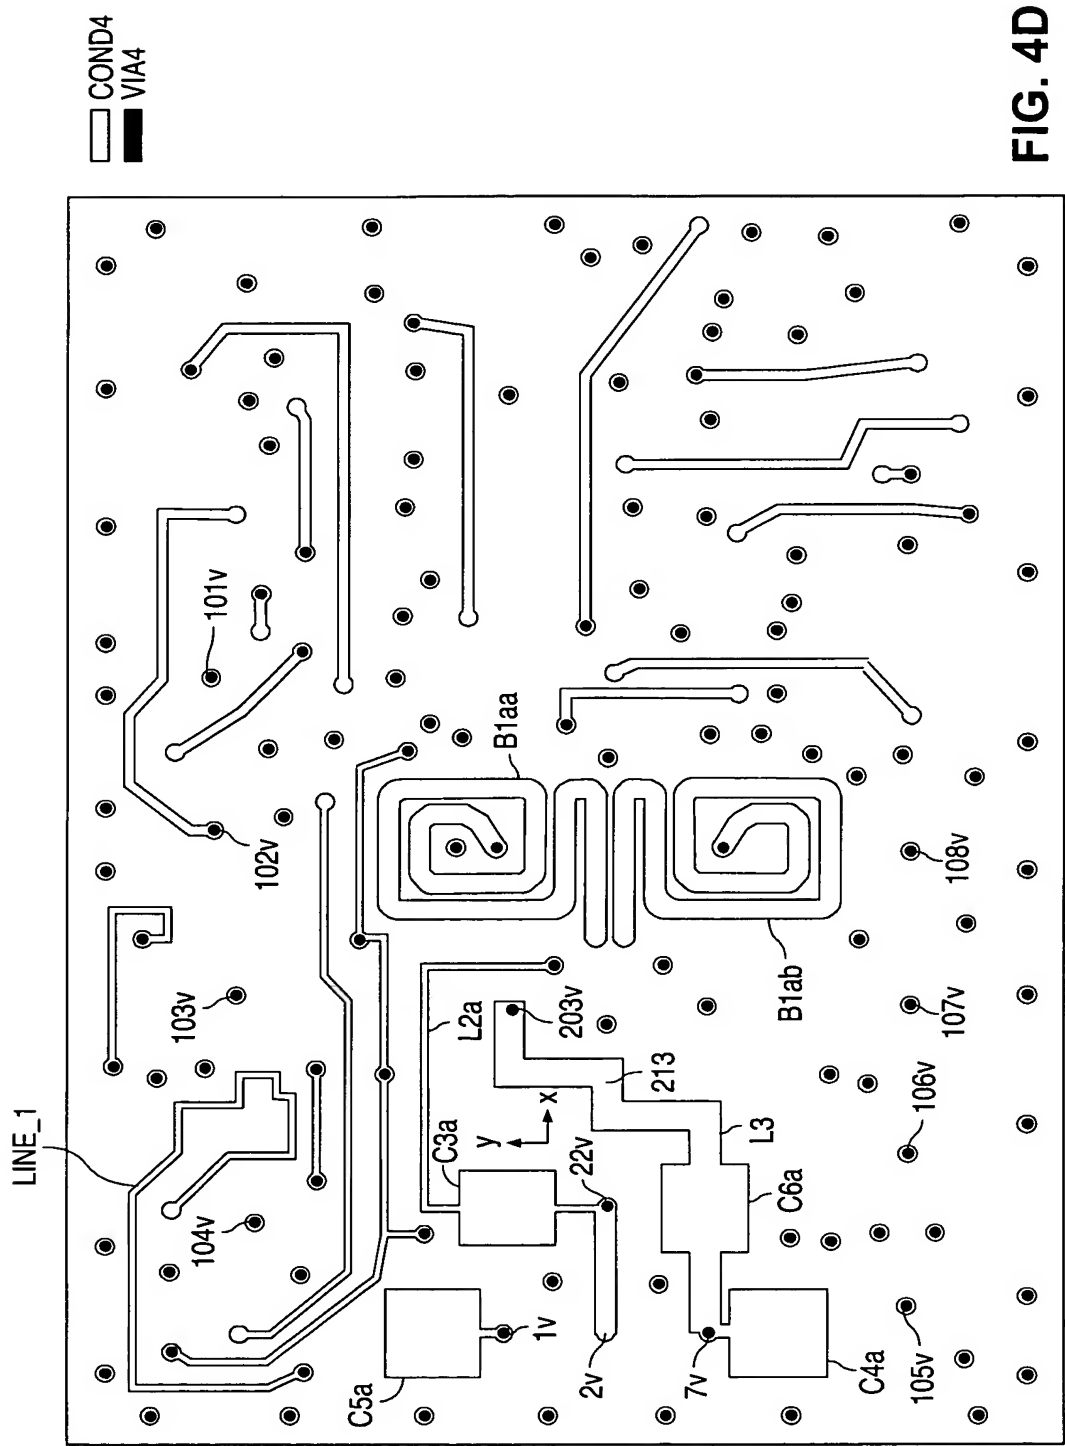 COND4
VIA4
FIG. 4D
LINE_1
101v
102v
103v
104v
B1aa
B1ab
L2a
203v
213
x
y
C3a
22v
L3
C6a
C5a
1v
2v
7v
C4a
105v
106v
107v
108v